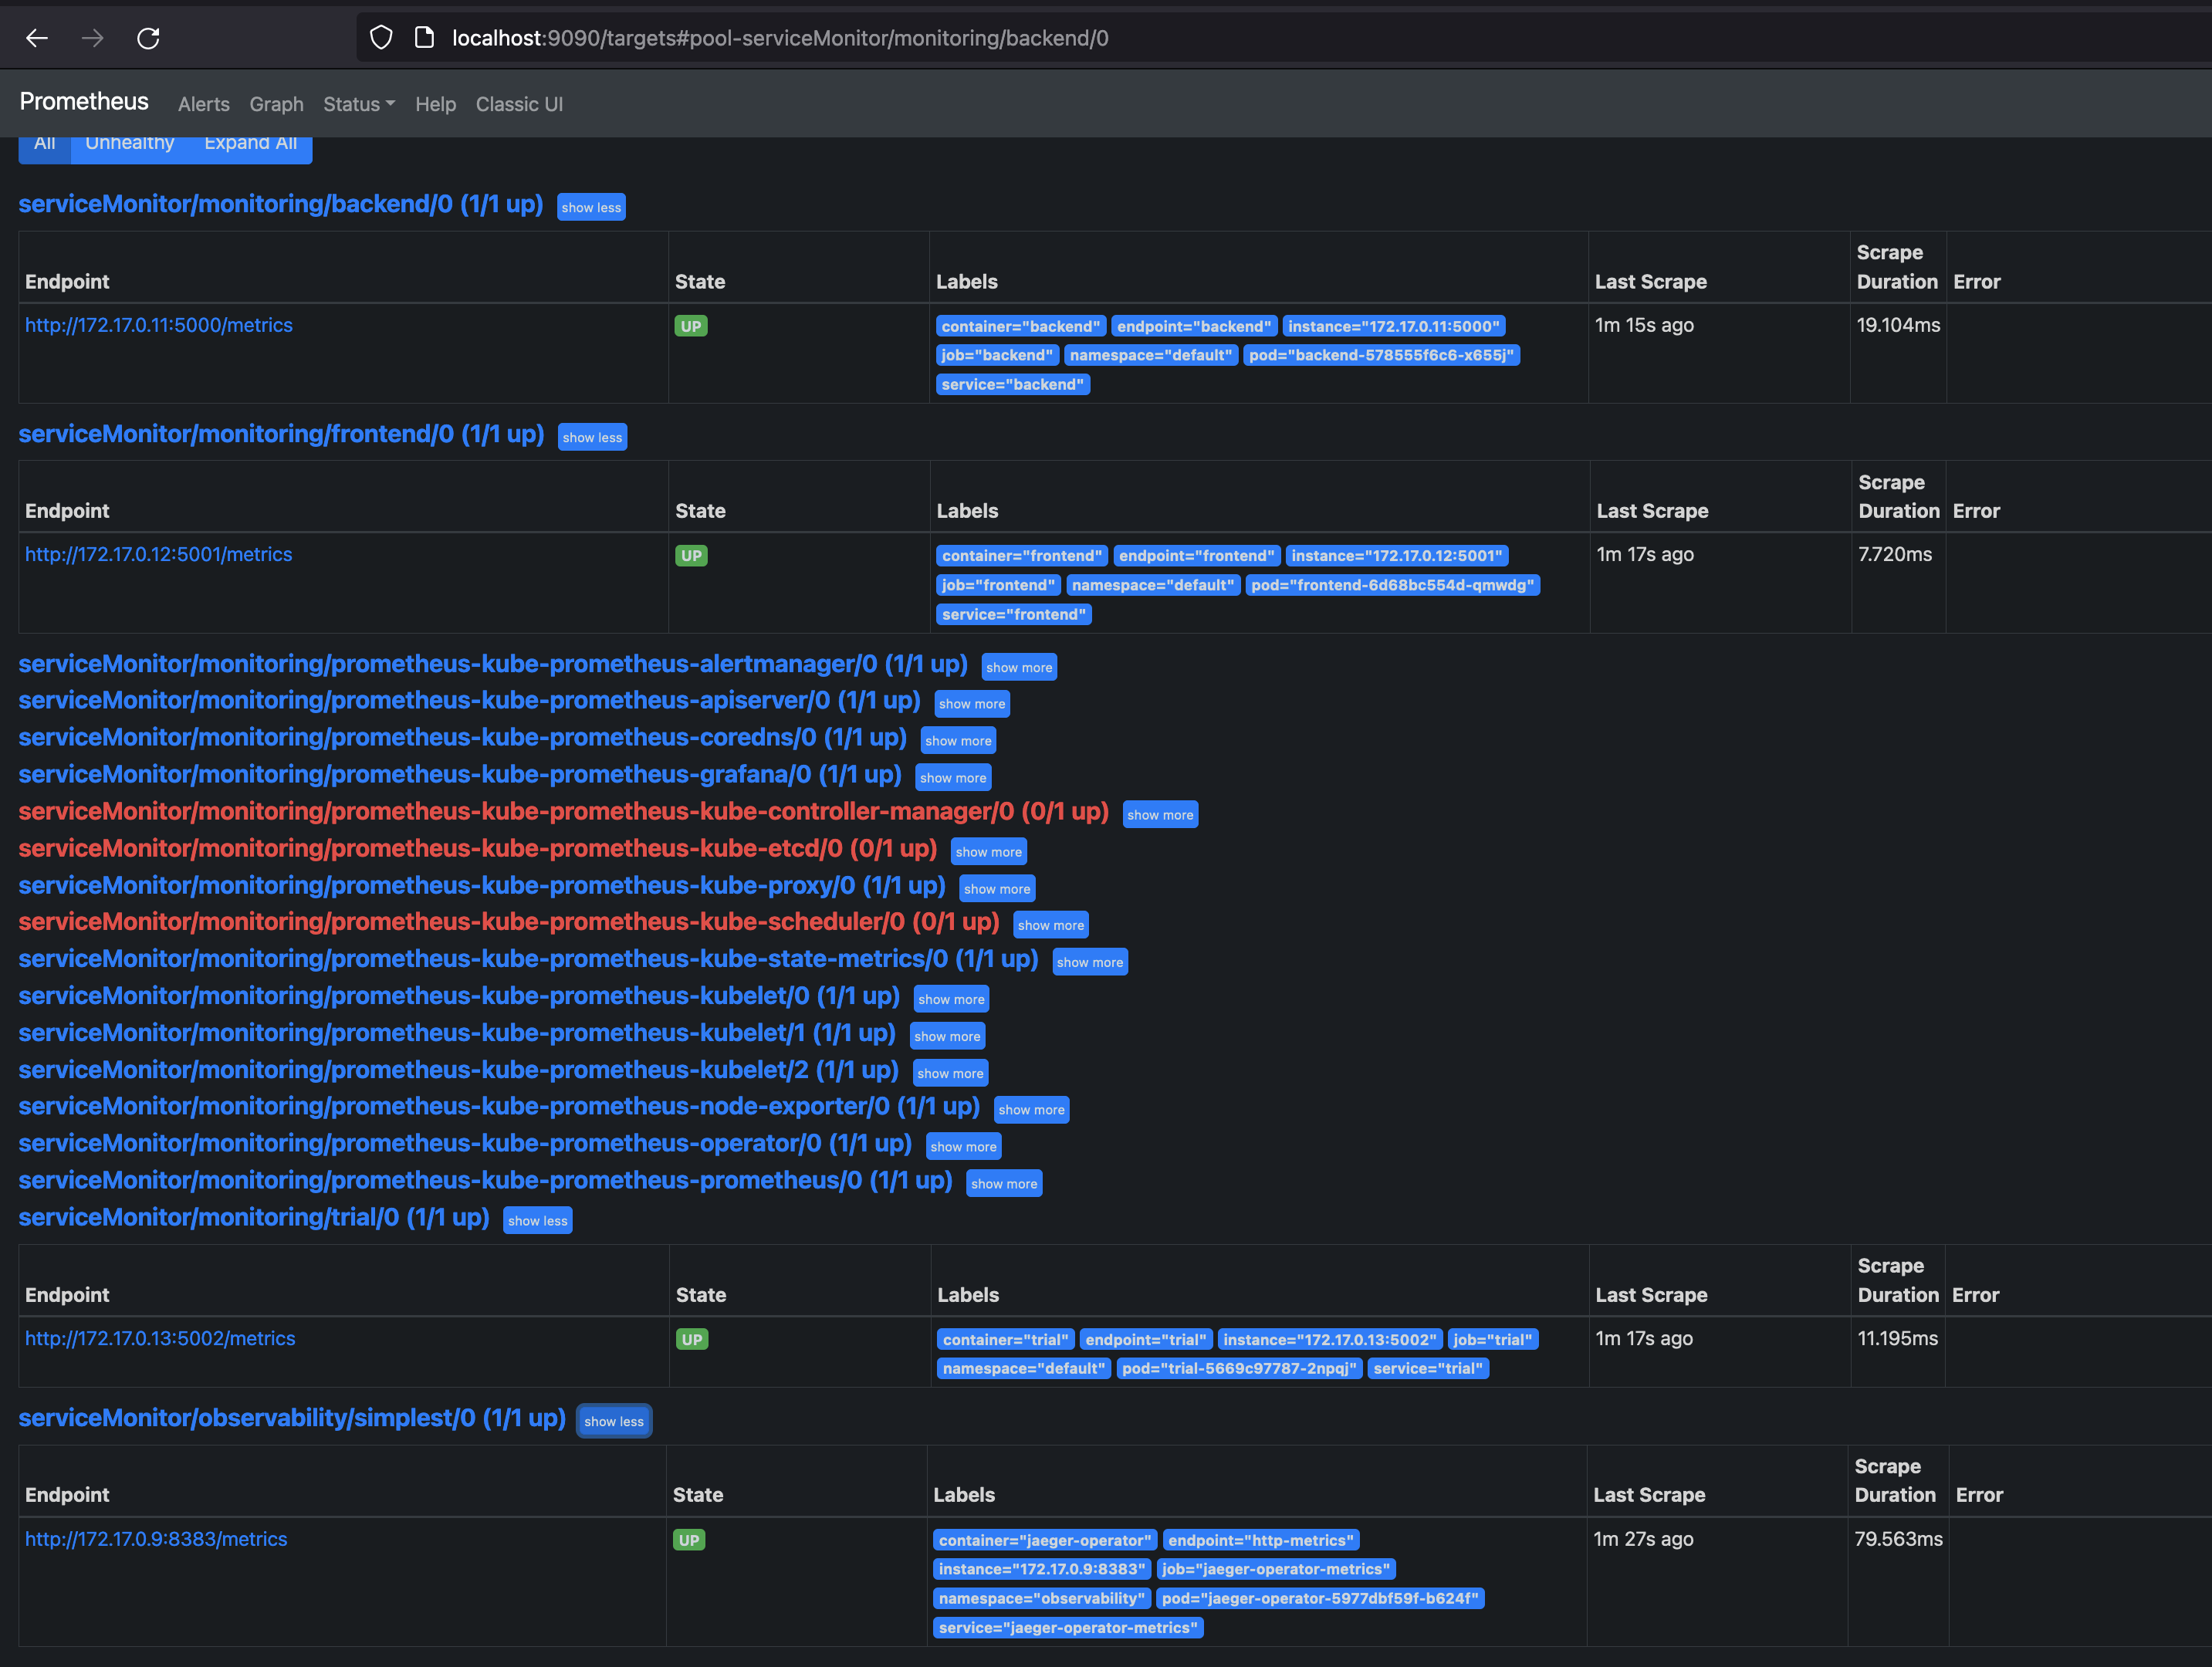 localhost:9090/targets#pool-serviceMonitor/monitoring/backend/0
Prometheus Alerts Graph Status Help Classic UI
All Unhealthy Expand All
serviceMonitor/monitoring/backend/0 (1/1 up) show less
Endpoint State Labels Last Scrape Scrape Duration Error
http://172.17.0.11:5000/metrics UP container="backend" endpoint="backend" instance="172.17.0.11:5000" 1m 15s ago 19.104ms
job="backend" namespace="default" pod="backend-578555f6c6-x655j"
service="backend"
serviceMonitor/monitoring/frontend/0 (1/1 up) show less
Endpoint State Labels Last Scrape Scrape Duration Error
http://172.17.0.12:5001/metrics UP container="frontend" endpoint="frontend" instance="172.17.0.12:5001" 1m 17s ago 7.720ms
job="frontend" namespace="default" pod="frontend-6d68bc554d-qmwdg"
service="frontend"
serviceMonitor/monitoring/prometheus-kube-prometheus-alertmanager/0 (1/1 up) show more
serviceMonitor/monitoring/prometheus-kube-prometheus-apiserver/0 (1/1 up) show more
serviceMonitor/monitoring/prometheus-kube-prometheus-coredns/0 (1/1 up) show more
serviceMonitor/monitoring/prometheus-kube-prometheus-grafana/0 (1/1 up) show more
serviceMonitor/monitoring/prometheus-kube-prometheus-kube-controller-manager/0 (0/1 up) show more
serviceMonitor/monitoring/prometheus-kube-prometheus-kube-etcd/0 (0/1 up) show more
serviceMonitor/monitoring/prometheus-kube-prometheus-kube-proxy/0 (1/1 up) show more
serviceMonitor/monitoring/prometheus-kube-prometheus-kube-scheduler/0 (0/1 up) show more
serviceMonitor/monitoring/prometheus-kube-prometheus-kube-state-metrics/0 (1/1 up) show more
serviceMonitor/monitoring/prometheus-kube-prometheus-kubelet/0 (1/1 up) show more
serviceMonitor/monitoring/prometheus-kube-prometheus-kubelet/1 (1/1 up) show more
serviceMonitor/monitoring/prometheus-kube-prometheus-kubelet/2 (1/1 up) show more
serviceMonitor/monitoring/prometheus-kube-prometheus-node-exporter/0 (1/1 up) show more
serviceMonitor/monitoring/prometheus-kube-prometheus-operator/0 (1/1 up) show more
serviceMonitor/monitoring/prometheus-kube-prometheus-prometheus/0 (1/1 up) show more
serviceMonitor/monitoring/trial/0 (1/1 up) show less
Endpoint State Labels Last Scrape Scrape Duration Error
http://172.17.0.13:5002/metrics UP container="trial" endpoint="trial" instance="172.17.0.13:5002" job="trial" 1m 17s ago 11.195ms
namespace="default" pod="trial-5669c97787-2npqj" service="trial"
serviceMonitor/observability/simplest/0 (1/1 up) show less
Endpoint State Labels Last Scrape Scrape Duration Error
http://172.17.0.9:8383/metrics UP container="jaeger-operator" endpoint="http-metrics" 1m 27s ago 79.563ms
instance="172.17.0.9:8383" job="jaeger-operator-metrics"
namespace="observability" pod="jaeger-operator-5977dbf59f-b624f"
service="jaeger-operator-metrics"